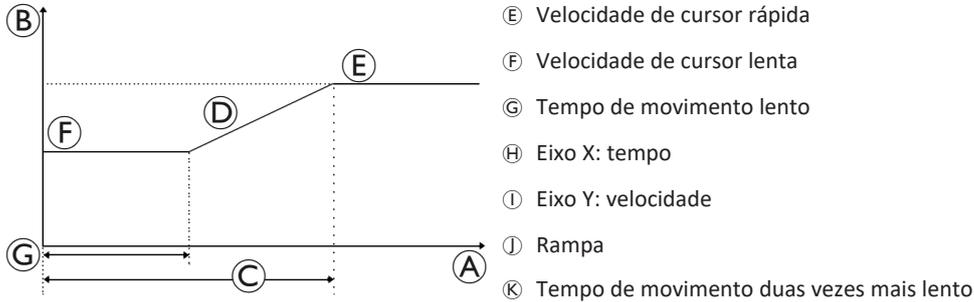 Ⓑ
Ⓔ
Ⓓ
Ⓕ
Ⓖ
Ⓐ
Ⓒ
Ⓔ Velocidade de cursor rápida
Ⓕ Velocidade de cursor lenta
Ⓖ Tempo de movimento lento
Ⓗ Eixo X: tempo
Ⓘ Eixo Y: velocidade
Ⓙ Rampa
Ⓚ Tempo de movimento duas vezes mais lento